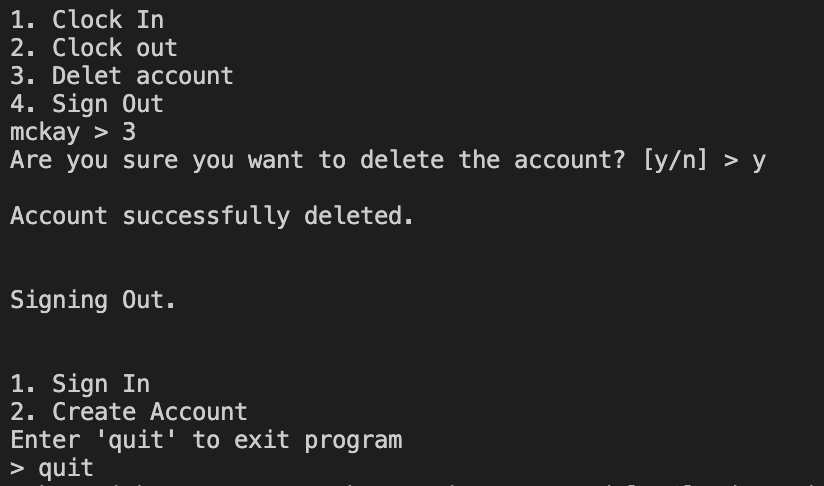 1. Clock In
2. Clock out
3. Delet account
4. Sign Out
mckay > 3
Are you sure you want to delete the account? [y/n] > y
Account successfully deleted.
Signing Out.
1. Sign In
2. Create Account
Enter 'quit' to exit program
> quit